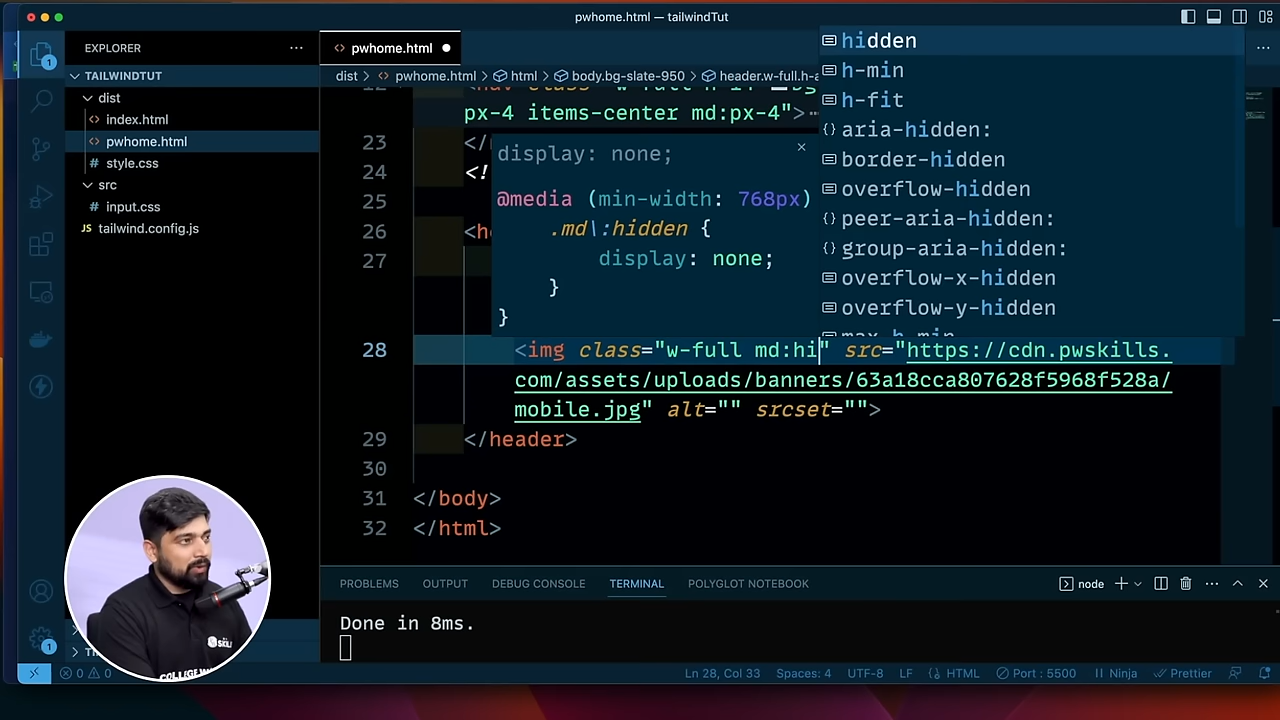 pwhome.html — tailwindTut
EXPLORER
pwhome.html
TAILWINDTUT
dist > pwhome.html > html > body.bg-slate-950 > header.w-full.h-a
dist
index.html
pwhome.html
style.css
src
input.css
JS tailwind.config.js
px-4 items-center md:px-4">
23 </
24 <!
25
26 <h
27
display: none;
@media (min-width: 768px)
.md\:hidden {
display: none;
}
}
hidden
h-min
h-fit
aria-hidden:
border-hidden
overflow-hidden
peer-aria-hidden:
group-aria-hidden:
overflow-x-hidden
overflow-y-hidden
28 <img class="w-full md:hi" src="https://cdn.pwskills.
com/assets/uploads/banners/63a18cca807628f5968f528a/
mobile.jpg" alt="" srcset="">
29 </header>
30
31 </body>
32 </html>
PROBLEMS OUTPUT DEBUG CONSOLE TERMINAL POLYGLOT NOTEBOOK node
Done in 8ms.
0 0 Ln 28, Col 33 Spaces: 4 UTF-8 LF HTML Port : 5500 Ninja Prettier